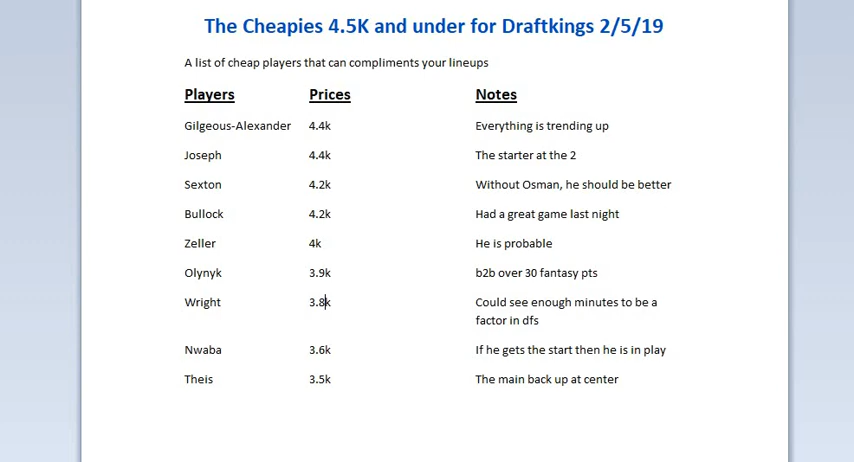 The Cheapies 4.5K and under for Draftkings 2/5/19
A list of cheap players that can compliments your lineups
Players Prices Notes
Gilgeous-Alexander 4.4k Everything is trending up
Joseph 4.4k The starter at the 2
Sexton 4.2k Without Osman, he should be better
Bullock 4.2k Had a great game last night
Zeller 4k He is probable
Olynyk 3.9k b2b over 30 fantasy pts
Wright 3.8k Could see enough minutes to be a
factor in dfs
Nwaba 3.6k If he gets the start then he is in play
Theis 3.5k The main back up at center